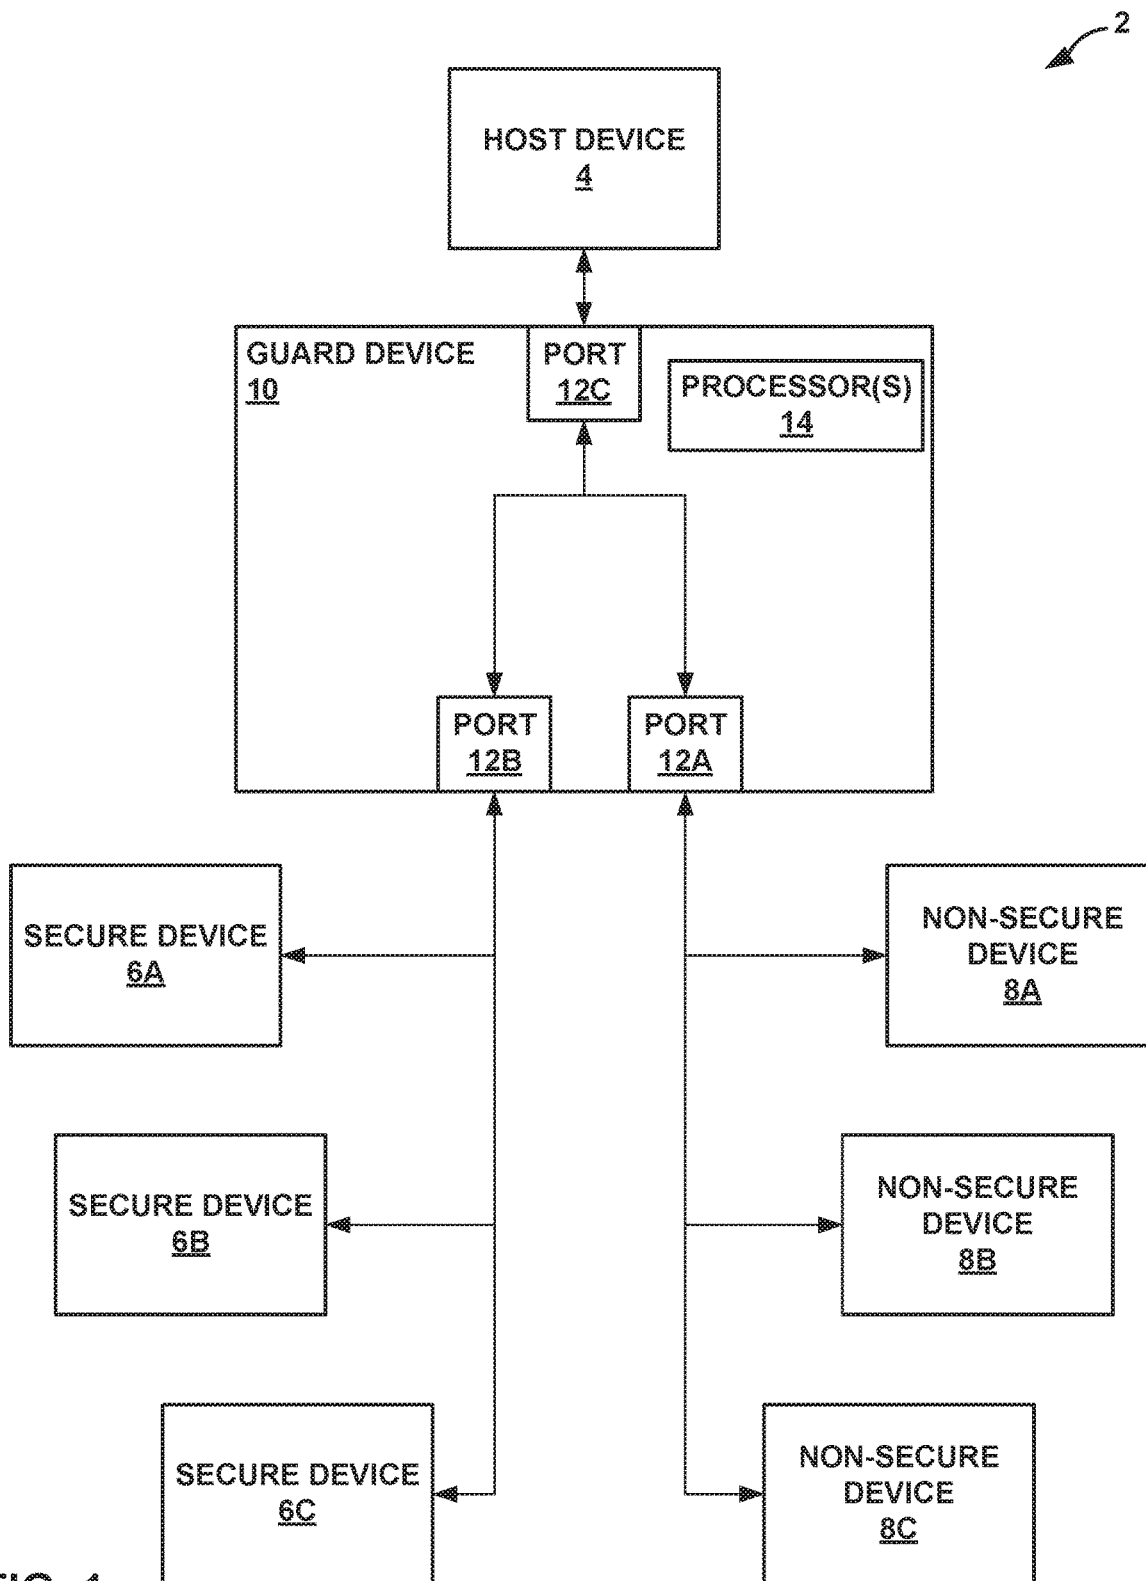 2
HOST DEVICE
4
GUARD DEVICE
10
PORT
12C
PROCESSOR(S)
14
PORT
12B
PORT
12A
SECURE DEVICE
6A
NON-SECURE
DEVICE
8A
SECURE DEVICE
6B
NON-SECURE
DEVICE
8B
SECURE DEVICE
6C
NON-SECURE
DEVICE
8C